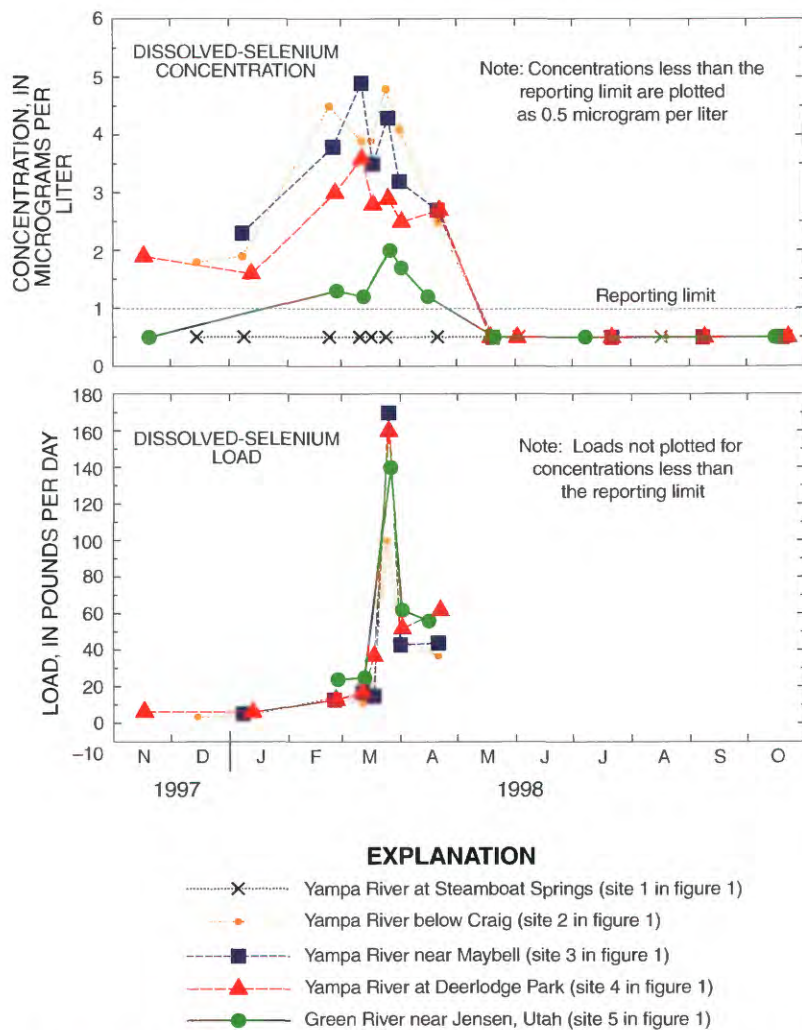 6
DISSOLVED-SELENIUM
CONCENTRATION
Note: Concentrations less than the
reporting limit are plotted
as 0.5 microgram per liter
5
4
3
2
1
0
CONCENTRATION, IN
MICROGRAMS PER
LITER
Reporting limit
180
DISSOLVED-SELENIUM
LOAD
Note: Loads not plotted for
concentrations less than
the reporting limit
160
140
120
100
80
60
40
20
0
−10
LOAD, IN POUNDS PER DAY
N D J F M A M J J A S O
1997 1998
EXPLANATION
Yampa River at Steamboat Springs (site 1 in figure 1)
Yampa River below Craig (site 2 in figure 1)
Yampa River near Maybell (site 3 in figure 1)
Yampa River at Deerlodge Park (site 4 in figure 1)
Green River near Jensen, Utah (site 5 in figure 1)